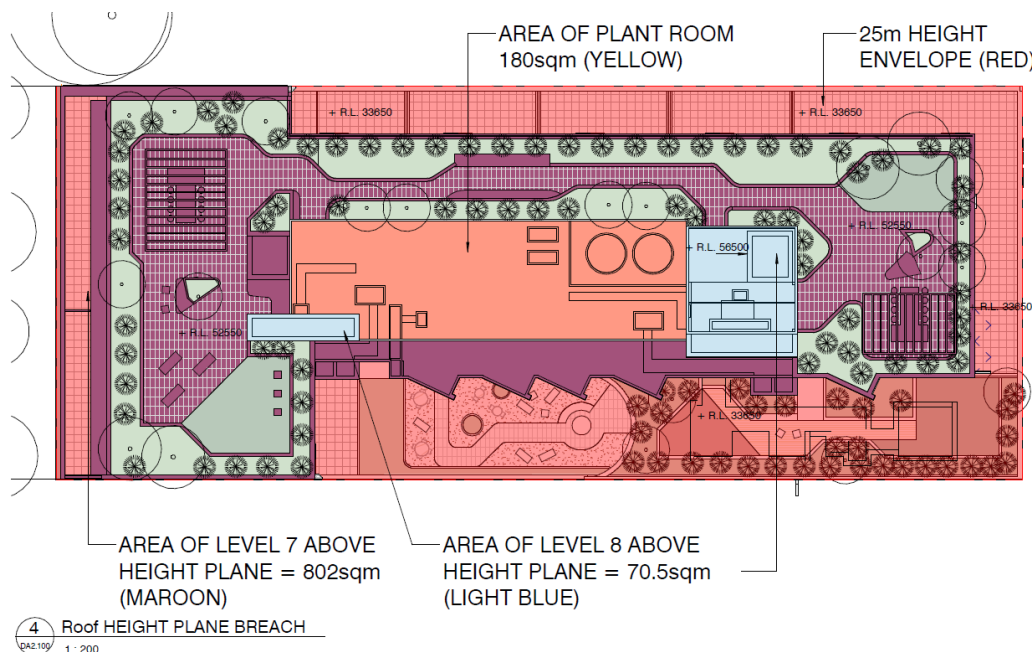 AREA OF PLANT ROOM
180sqm (YELLOW)
25m HEIGHT
ENVELOPE (RED)
+ R.L. 33650
+ R.L. 33650
+ R.L. 52550
+ R.L. 56500
+ R.L. 52550
+ R.L. 33650
+ R.L. 33650
AREA OF LEVEL 7 ABOVE
HEIGHT PLANE = 802sqm
(MAROON)
AREA OF LEVEL 8 ABOVE
HEIGHT PLANE = 70.5sqm
(LIGHT BLUE)
4
DA2.100
Roof HEIGHT PLANE BREACH
1 : 200